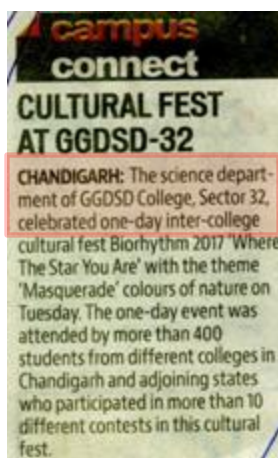 campus
connect
CULTURAL FEST
AT GGDSD-32
CHANDIGARH: The science depart-
ment of GGDSD College, Sector 32,
celebrated one-day inter-college
cultural fest Biorhythm 2017 'Where
The Star You Are' with the theme
'Masquerade' colours of nature on
Tuesday. The one-day event was
attended by more than 400
students from different colleges in
Chandigarh and adjoining states
who participated in more than 10
different contests in this cultural
fest.